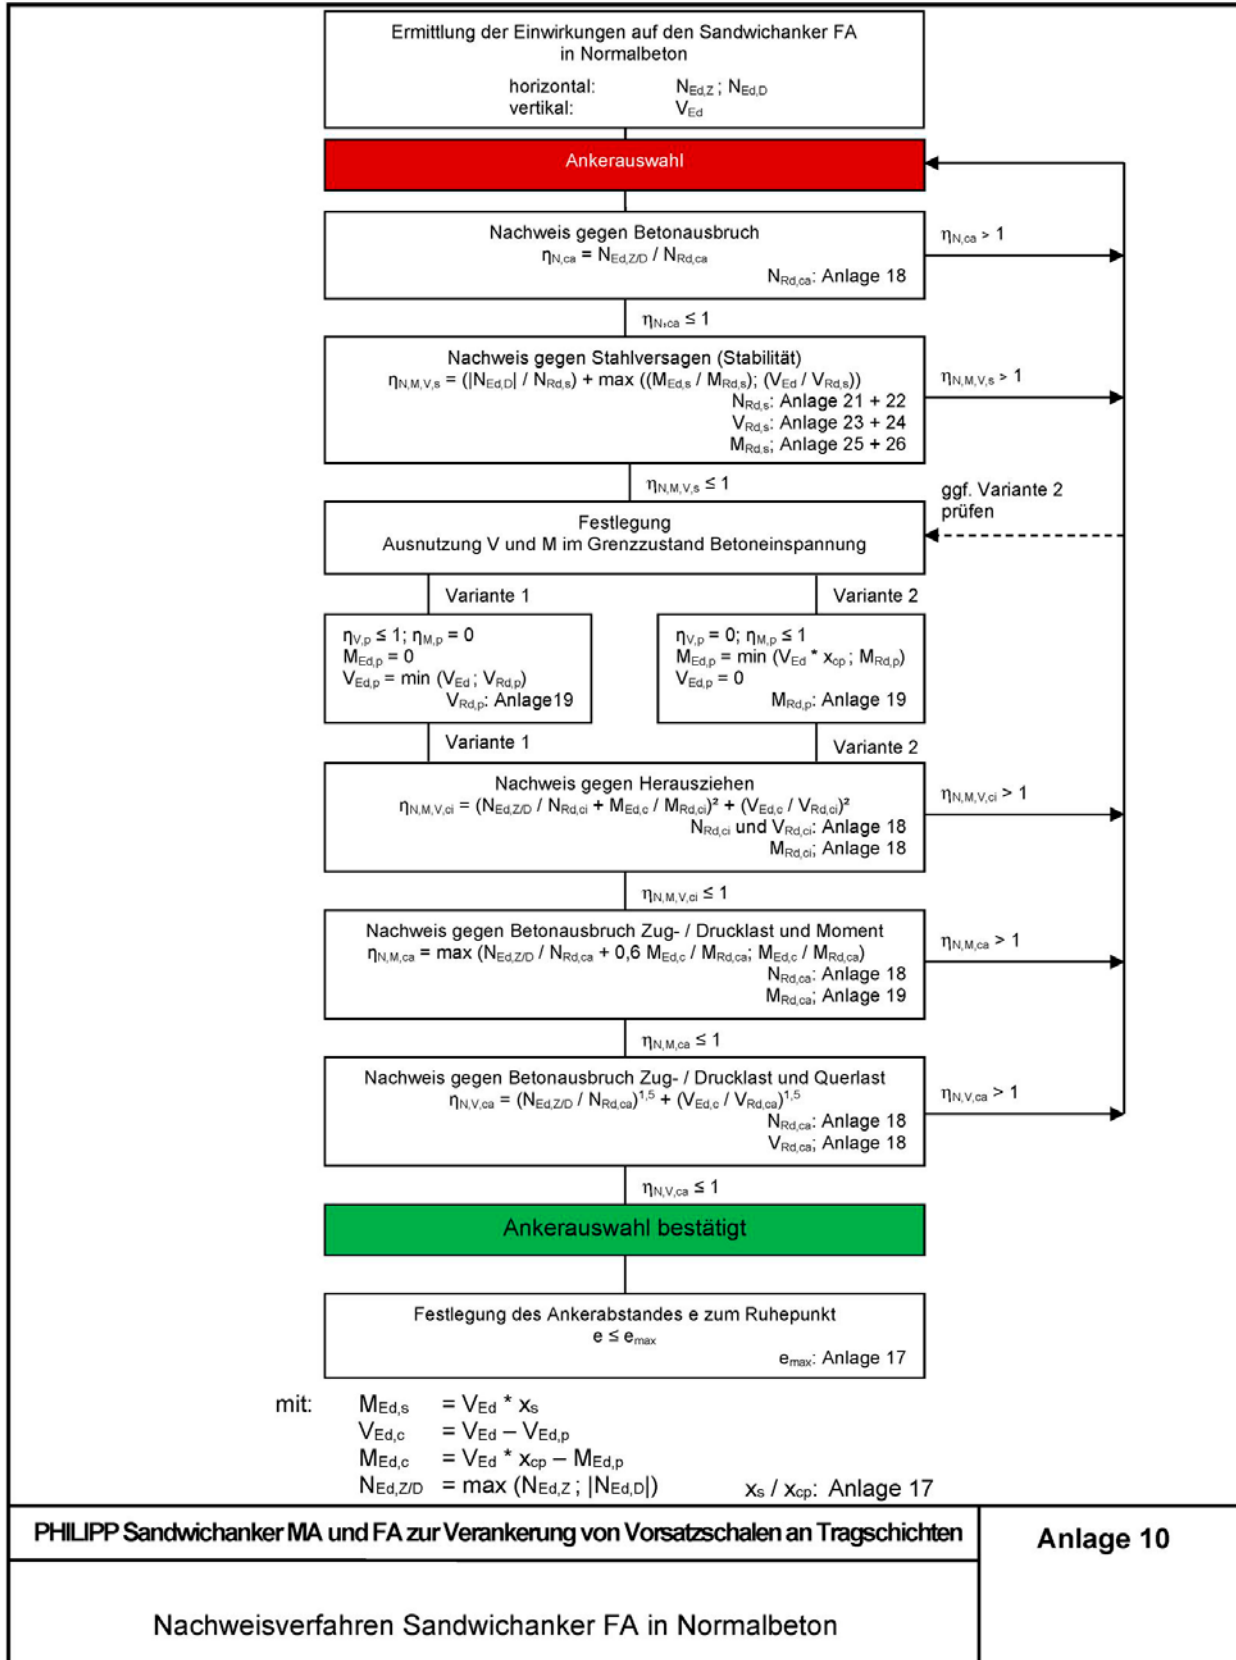 Ermittlung der Einwirkungen auf den Sandwichanker FA
in Normalbeton
horizontal: N_Ed,Z ; N_Ed,D
vertikal: V_Ed
Ankerauswahl
Nachweis gegen Betonausbruch
η_N,ca = N_Ed,Z/D / N_Rd,ca
N_Rd,ca: Anlage 18
η_N,ca > 1
η_N,ca ≤ 1
Nachweis gegen Stahlversagen (Stabilität)
η_N,M,V,s = (|N_Ed,D| / N_Rd,s) + max ((M_Ed,s / M_Rd,s); (V_Ed / V_Rd,s))
N_Rd,s: Anlage 21 + 22
V_Rd,s: Anlage 23 + 24
M_Rd,s; Anlage 25 + 26
η_N,M,V,s > 1
η_N,M,V,s ≤ 1
ggf. Variante 2
prüfen
Festlegung
Ausnutzung V und M im Grenzzustand Betoneinspannung
Variante 1
Variante 2
η_V,p ≤ 1; η_M,p = 0
M_Ed,p = 0
V_Ed,p = min (V_Ed ; V_Rd,p)
V_Rd,p: Anlage19
η_V,p = 0; η_M,p ≤ 1
M_Ed,p = min (V_Ed * x_cp ; M_Rd,p)
V_Ed,p = 0
M_Rd,p: Anlage 19
Variante 1
Variante 2
Nachweis gegen Herausziehen
η_N,M,V,ci = (N_Ed,Z/D / N_Rd,ci + M_Ed,c / M_Rd,ci)² + (V_Ed,c / V_Rd,ci)²
N_Rd,ci und V_Rd,ci: Anlage 18
M_Rd,ci; Anlage 18
η_N,M,V,ci > 1
η_N,M,V,ci ≤ 1
Nachweis gegen Betonausbruch Zug- / Drucklast und Moment
η_N,M,ca = max (N_Ed,Z/D / N_Rd,ca + 0,6 M_Ed,c / M_Rd,ca; M_Ed,c / M_Rd,ca)
N_Rd,ca: Anlage 18
M_Rd,ca; Anlage 19
η_N,M,ca > 1
η_N,M,ca ≤ 1
Nachweis gegen Betonausbruch Zug- / Drucklast und Querlast
η_N,V,ca = (N_Ed,Z/D / N_Rd,ca)^1,5 + (V_Ed,c / V_Rd,ca)^1,5
N_Rd,ca: Anlage 18
V_Rd,ca; Anlage 18
η_N,V,ca > 1
η_N,V,ca ≤ 1
Ankerauswahl bestätigt
Festlegung des Ankerabstandes e zum Ruhepunkt
e ≤ e_max
e_max: Anlage 17
mit: M_Ed,s = V_Ed * x_s
V_Ed,c = V_Ed – V_Ed,p
M_Ed,c = V_Ed * x_cp – M_Ed,p
N_Ed,Z/D = max (N_Ed,Z ; |N_Ed,D|) x_s / x_cp: Anlage 17
PHILIPP Sandwichanker MA und FA zur Verankerung von Vorsatzschalen an Tragschichten
Anlage 10
Nachweisverfahren Sandwichanker FA in Normalbeton